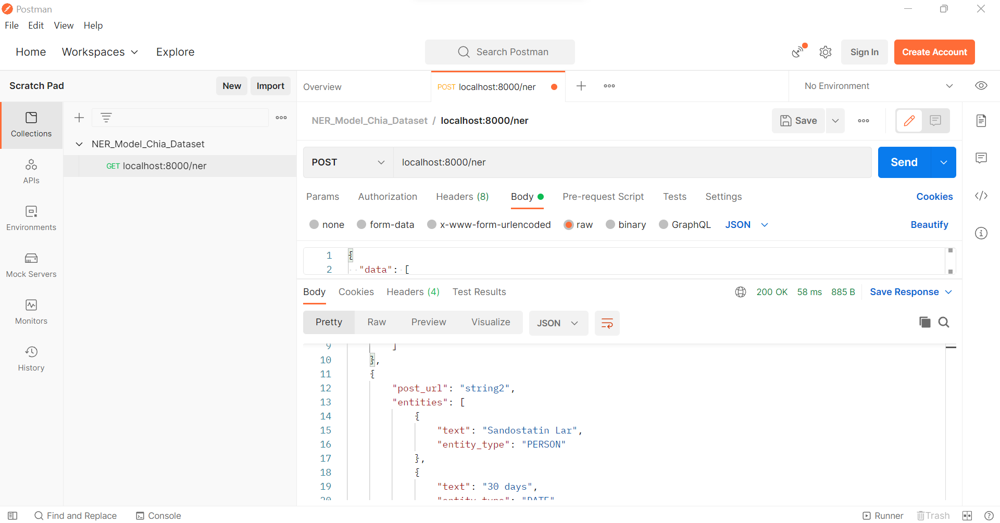 Postman
File Edit View Help
Home Workspaces Explore Search Postman Sign In Create Account
Scratch Pad New Import Overview POST localhost:8000/ner No Environment
NER_Model_Chia_Dataset / localhost:8000/ner Save
Collections
NER_Model_Chia_Dataset
GET localhost:8000/ner
APIs
Environments
Mock Servers
Monitors
History
POST localhost:8000/ner Send
Params Authorization Headers (8) Body Pre-request Script Tests Settings Cookies
none form-data x-www-form-urlencoded raw binary GraphQL JSON Beautify
1 {
2 "data": [
Body Cookies Headers (4) Test Results 200 OK 58 ms 885 B Save Response
Pretty Raw Preview Visualize JSON
9 ]
10 },
11 {
12 "post_url": "string2",
13 "entities": [
14 {
15 "text": "Sandostatin Lar",
16 "entity_type": "PERSON"
17 },
18 {
19 "text": "30 days",
20 "entity_type": "DATE"
Find and Replace Console Runner Trash